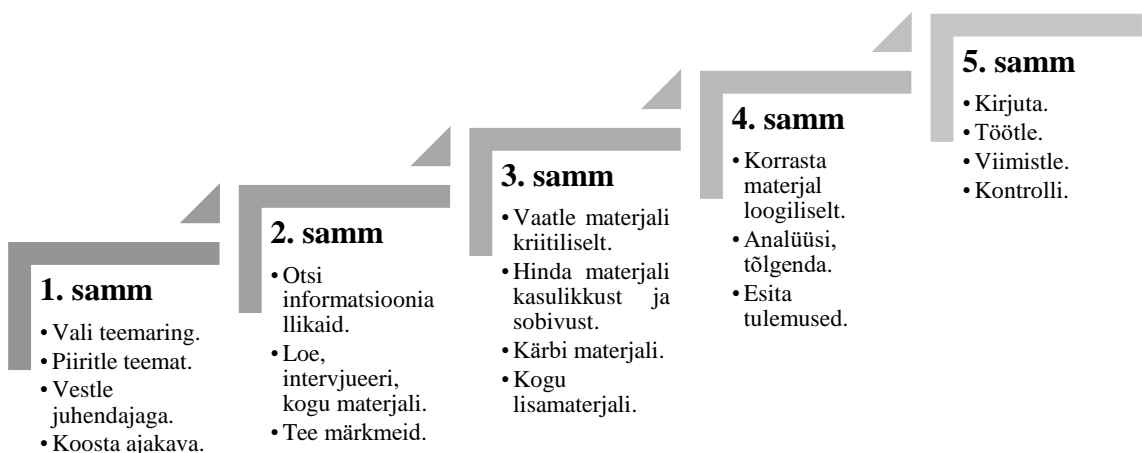 1. samm
• Vali teemaring.
• Piiritle teemat.
• Vestle
juhendajaga.
• Koosta ajakava.
2. samm
• Otsi
informatsioonia
llikaid.
• Loe,
intervjueeri,
kogu materjali.
• Tee märkmeid.
3. samm
• Vaatle materjali
kriitiliselt.
• Hinda materjali
kasulikkust ja
sobivust.
• Kärbi materjali.
• Kogu
lisamaterjali.
4. samm
• Korrasta
materjal
loogiliselt.
• Analüüsi,
tõlgenda.
• Esita
tulemused.
5. samm
• Kirjuta.
• Töötle.
• Viimistle.
• Kontrolli.